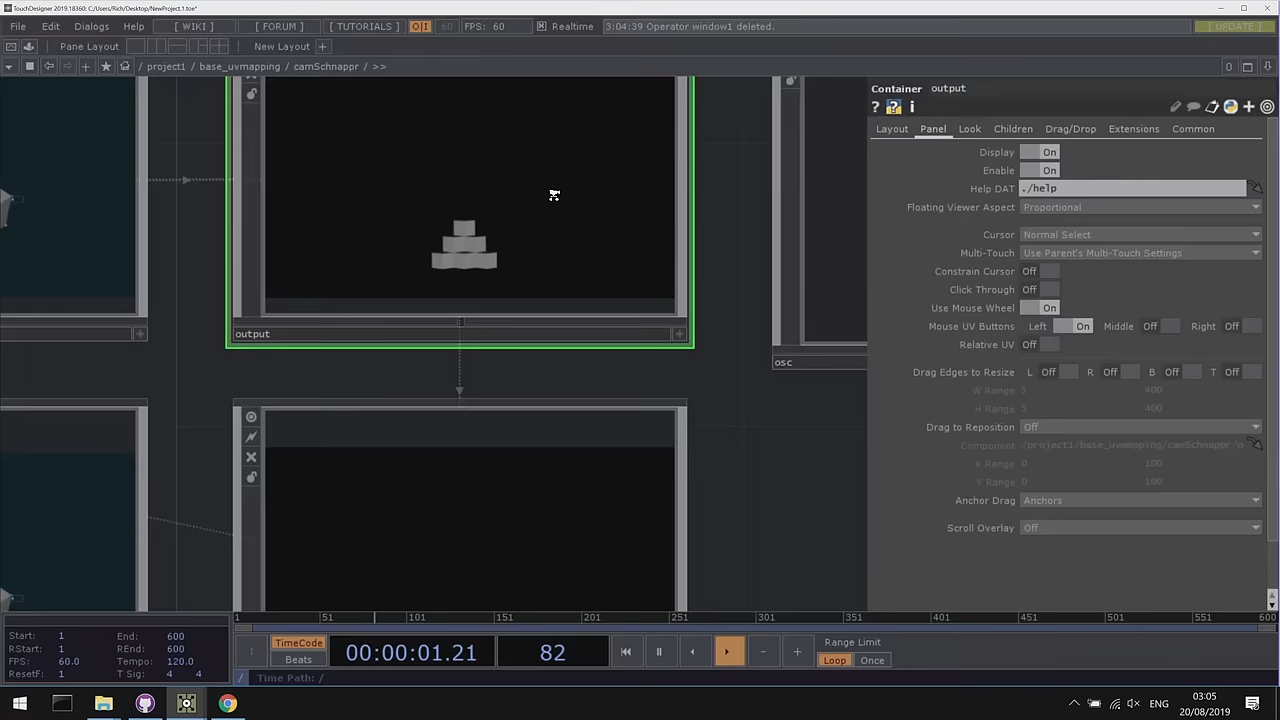 TouchDesigner 2019.18360: C:/Users/Rich/Desktop/NewProject.1.toe*
File Edit Dialogs Help [ WIKI ] [ FORUM ] [ TUTORIALS ] O|I 60 FPS: 60 Realtime 3:04:39 Operator window1 deleted. [ UPDATE ]
Pane Layout New Layout +
/ project1 / base_uvmapping / camSchnappr / >> 0
Container output
? ? i
Layout Panel Look Children Drag/Drop Extensions Common
Display On
Enable On
Help DAT ./help
Floating Viewer Aspect Proportional
Cursor Normal Select
Multi-Touch Use Parent's Multi-Touch Settings
Constrain Cursor Off
Click Through Off
Use Mouse Wheel On
Mouse UV Buttons Left On Middle Off Right Off
Relative UV Off
Drag Edges to Resize L Off R Off B Off T Off
W Range 5 400
H Range 5 400
Drag to Reposition Off
Component /project1/base_uvmapping/camSchnappr/o
X Range 0 100
Y Range 0 100
Anchor Drag Anchors
Scroll Overlay Off
output
osc
1 51 101 151 201 251 301 351 401 451 501 551 600
Start: 1 End: 600
RStart: 1 REnd: 600
FPS: 60.0 Tempo: 120.0
ResetF: 1 T Sig: 4 4
TimeCode
Beats
00:00:01.21 82
Range Limit
Loop Once
/ Time Path: /
ENG
03:05
20/08/2019